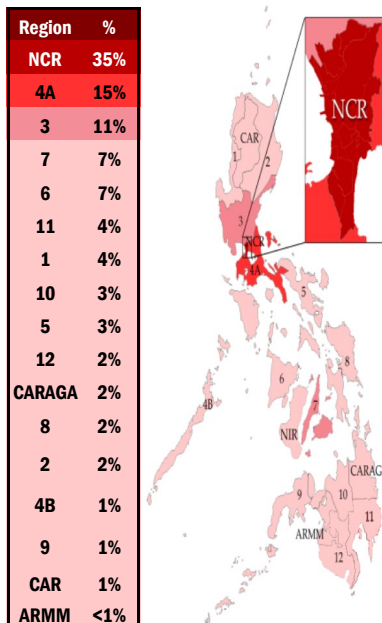 Region %
NCR 35%
4A 15%
3 11%
7 7%
6 7%
11 4%
1 4%
10 3%
5 3%
12 2%
CARAGA 2%
8 2%
2 2%
4B 1%
9 1%
CAR 1%
ARMM <1%
NCR
CAR
1
2
3
NCR
4A
5
8
6
7
4B
NIR
CARAG
9
10
11
ARMM
12